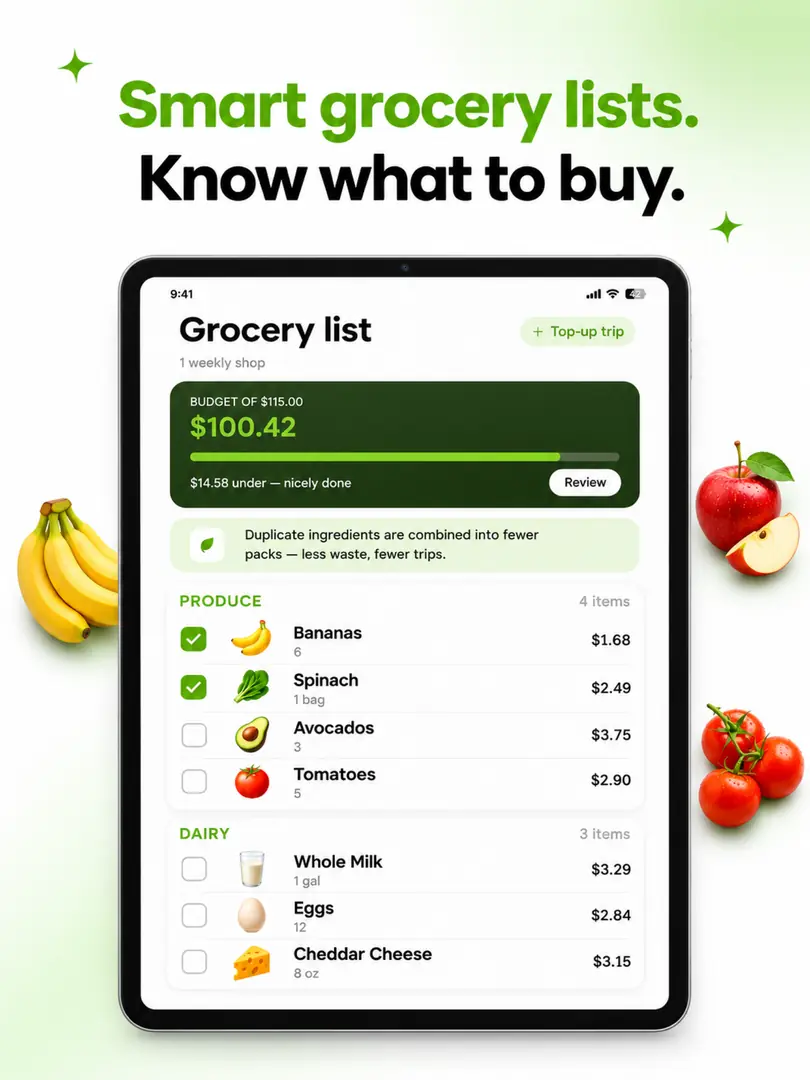 Smart grocery lists.
Know what to buy.
9:41
42
Grocery list
+ Top-up trip
1 weekly shop
BUDGET OF $115.00
$100.42
$14.58 under — nicely done
Review
Duplicate ingredients are combined into fewer
packs — less waste, fewer trips.
PRODUCE
4 items
Bananas
$1.68
6
Spinach
$2.49
1 bag
Avocados
$3.75
3
Tomatoes
$2.90
5
DAIRY
3 items
Whole Milk
$3.29
1 gal
Eggs
$2.84
12
Cheddar Cheese
$3.15
8 oz